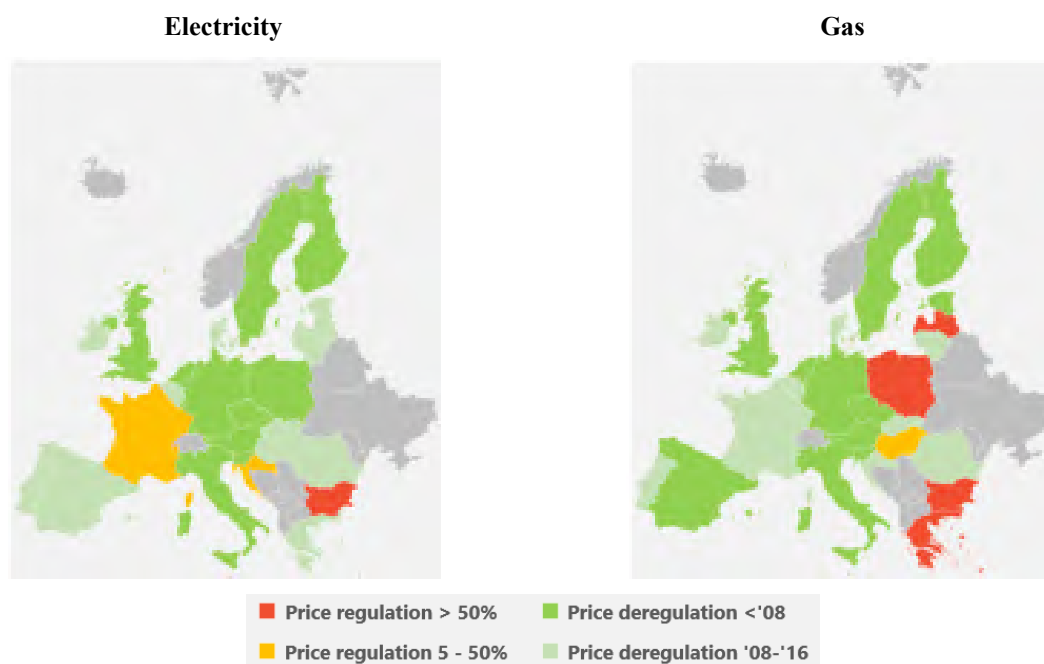 Electricity
Gas
Price regulation > 50%
Price deregulation <'08
Price regulation 5 - 50%
Price deregulation '08-'16